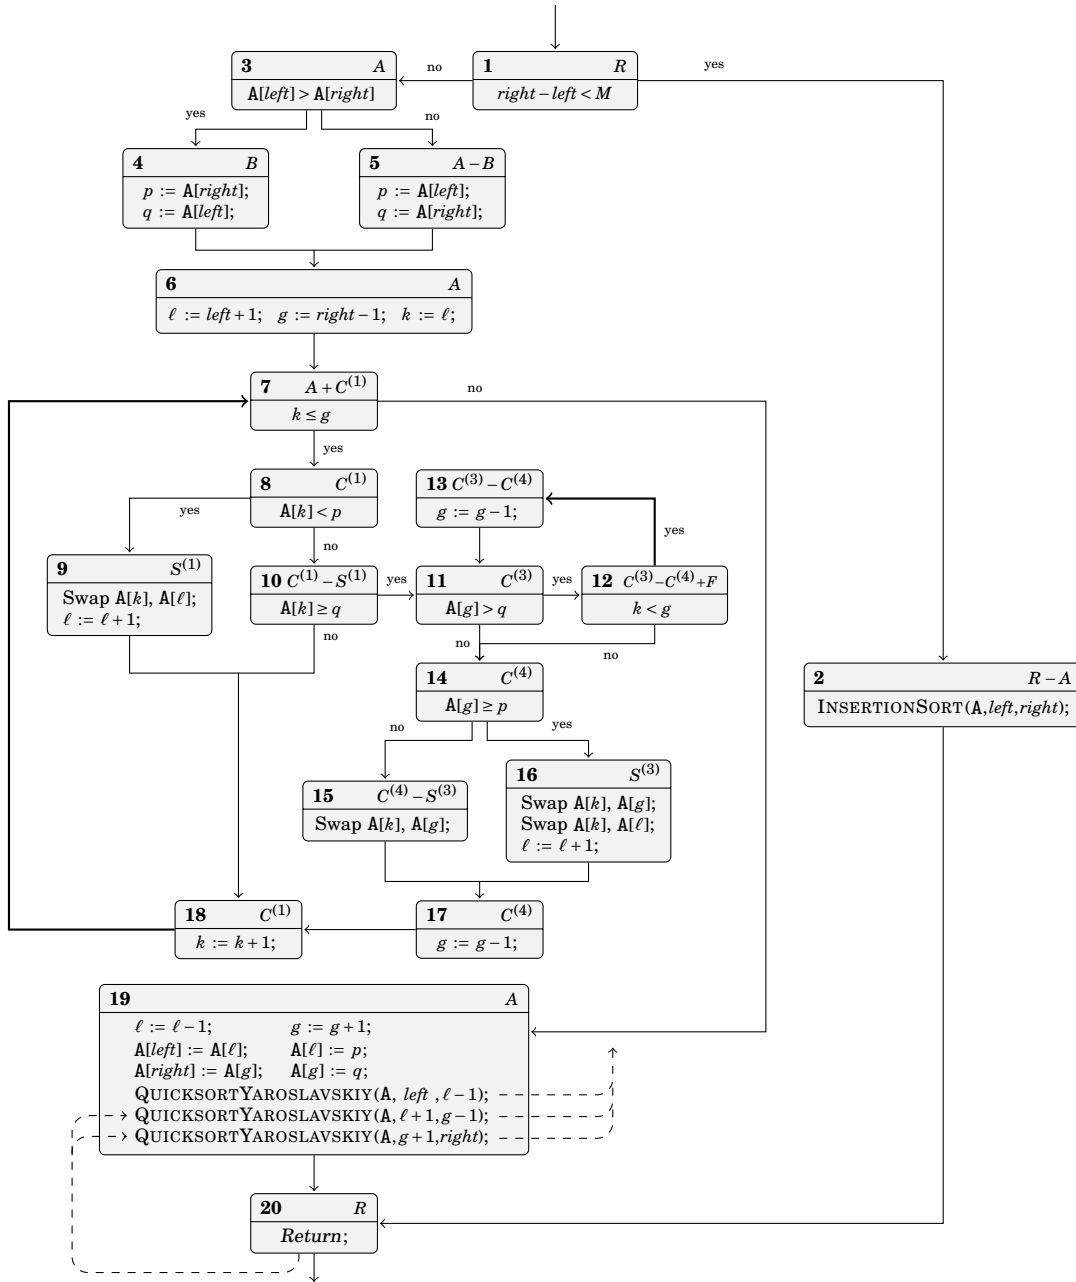 3 A
A[left] > A[right]
no
1 R
right − left < M
yes
yes
no
4 B
p := A[right];
q := A[left];
5 A − B
p := A[left];
q := A[right];
6 A
ℓ := left + 1; g := right − 1; k := ℓ;
7 A + C^(1)
k ≤ g
no
yes
8 C^(1)
A[k] < p
yes
no
13 C^(3) − C^(4)
g := g − 1;
yes
9 S^(1)
Swap A[k], A[ℓ];
ℓ := ℓ + 1;
10 C^(1) − S^(1)
A[k] ≥ q
yes
no
11 C^(3)
A[g] > q
yes
no
12 C^(3) − C^(4) + F
k < g
no
14 C^(4)
A[g] ≥ p
no
yes
2 R − A
INSERTIONSORT(A,left,right);
15 C^(4) − S^(3)
Swap A[k], A[g];
16 S^(3)
Swap A[k], A[g];
Swap A[k], A[ℓ];
ℓ := ℓ + 1;
18 C^(1)
k := k + 1;
17 C^(4)
g := g − 1;
19 A
ℓ := ℓ − 1; g := g + 1;
A[left] := A[ℓ]; A[ℓ] := p;
A[right] := A[g]; A[g] := q;
QUICKSORTYAROSLAVSKIY(A, left , ℓ − 1);
QUICKSORTYAROSLAVSKIY(A, ℓ + 1, g − 1);
QUICKSORTYAROSLAVSKIY(A, g + 1, right);
20 R
Return;